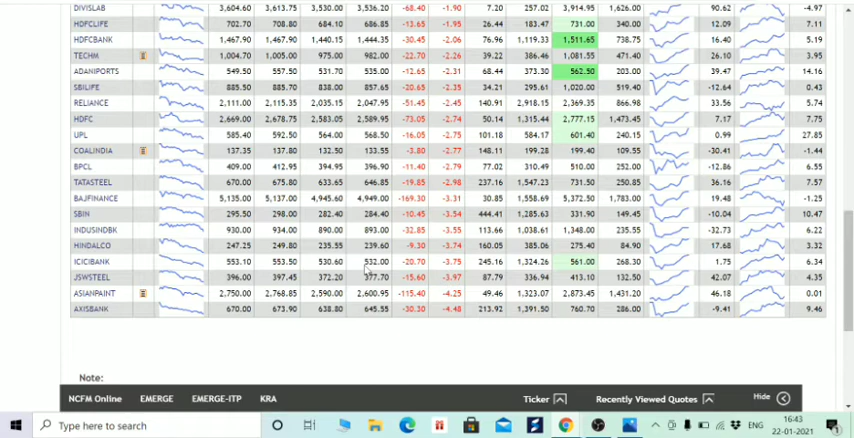 DIVISLAB 3,604.60 3,613.75 3,530.00 3,536.20 -68.40 -1.90 7.17 257.02 3,914.95 1,626.00 90.62 -4.97
HDFCLIFE 702.70 708.80 684.10 686.85 -13.65 -1.95 26.44 183.47 731.00 340.00 12.09 7.11
HDFCBANK 1,467.90 1,467.90 1,440.15 1,444.35 -30.45 -2.06 76.96 1,119.33 1,511.65 738.75 16.40 5.19
TECHM 1,004.70 1,005.00 975.00 982.00 -22.70 -2.26 39.22 386.46 1,081.55 471.40 26.10 3.95
ADANIPORTS 549.50 557.50 531.70 535.00 -12.65 -2.31 68.44 373.30 562.50 203.00 39.47 14.16
SBILIFE 885.50 885.70 838.00 857.65 -20.65 -2.35 34.21 295.61 1,020.00 519.40 -12.64 0.43
RELIANCE 2,111.00 2,115.35 2,035.15 2,047.95 -51.45 -2.45 140.91 2,918.15 2,369.35 866.98 33.56 5.74
HDFC 2,669.00 2,678.75 2,583.05 2,589.95 -73.05 -2.74 50.14 1,315.44 2,777.15 1,473.45 7.17 7.75
UPL 585.40 592.50 564.00 568.50 -16.05 -2.75 101.18 584.17 601.40 240.15 0.99 27.85
COALINDIA 137.35 137.80 132.50 133.55 -3.80 -2.77 148.11 199.28 199.40 109.55 -30.41 -1.44
BPCL 409.00 412.95 394.95 396.90 -11.40 -2.79 77.02 310.49 510.00 252.00 -12.86 6.55
TATASTEEL 670.00 675.80 633.65 646.85 -19.85 -2.98 237.16 1,547.23 731.50 250.85 36.16 7.57
BAJFINANCE 5,135.00 5,137.00 4,945.60 4,949.00 -169.30 -3.31 30.85 1,558.69 5,372.50 1,783.00 19.78 -1.25
SBIN 295.50 298.00 282.40 284.40 -10.45 -3.54 444.41 1,285.63 331.90 149.45 -10.04 10.47
INDUSINDBK 930.00 934.00 890.00 893.00 -32.85 -3.55 113.66 1,038.61 1,348.00 235.55 -32.73 6.22
HINDALCO 247.25 249.80 235.55 239.60 -9.30 -3.74 160.05 385.06 275.40 84.90 17.68 3.32
ICICIBANK 553.10 553.50 530.60 532.00 -20.70 -3.75 245.16 1,324.26 561.00 268.30 1.75 6.34
JSWSTEEL 396.00 397.45 372.20 377.70 -15.60 -3.97 87.79 336.94 413.10 132.50 42.07 4.35
ASIANPAINT 2,750.00 2,768.85 2,590.00 2,600.95 -115.40 -4.25 49.46 1,323.07 2,873.45 1,431.20 46.18 0.01
AXISBANK 670.00 673.90 638.80 645.55 -30.30 -4.48 213.92 1,391.50 760.70 286.00 -9.41 9.46
Note:
NCFM Online EMERGE EMERGE-ITP KRA Ticker Recently Viewed Quotes Hide
Type here to search ENG 16:43
22-01-2021